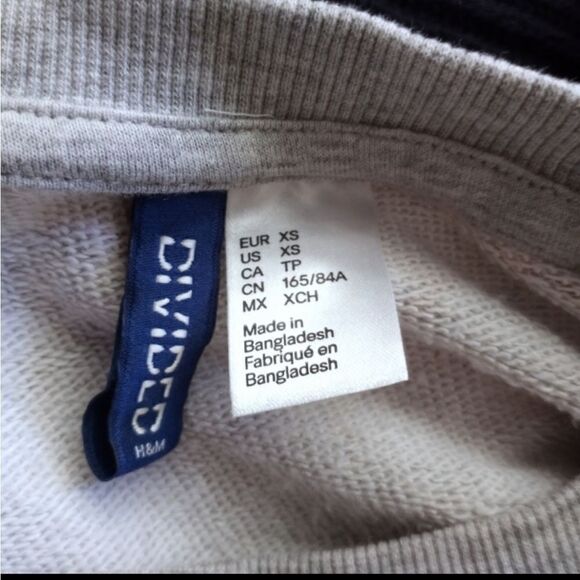 DIVIDED
H&M
EUR XS
US XS
CA TP
CN 165/84A
MX XCH
Made in
Bangladesh
Fabriqué en
Bangladesh